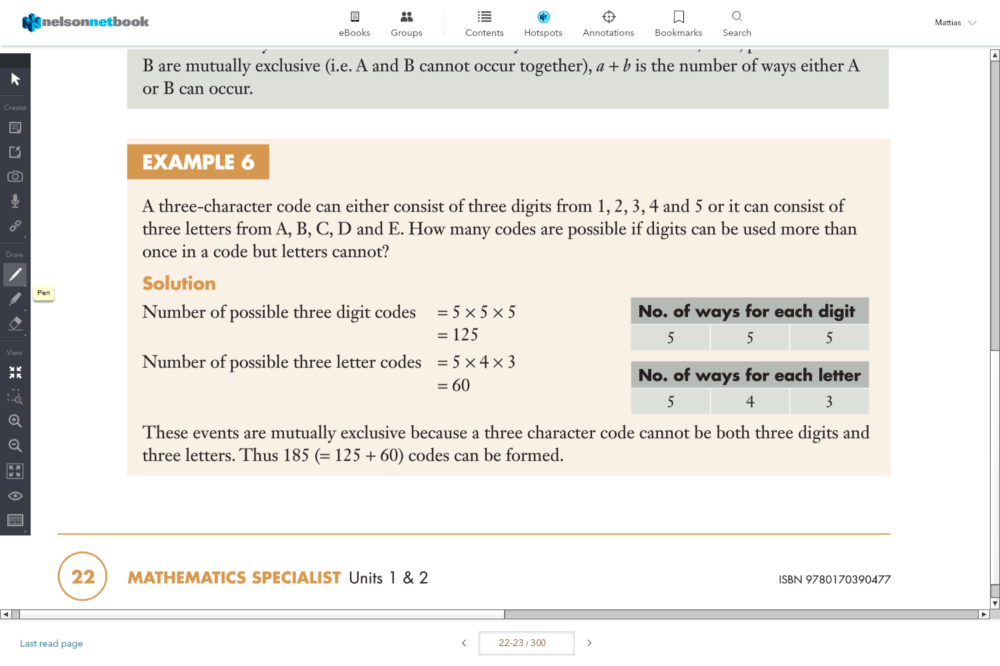 nelsonnetbook
eBooks
Groups
Contents
Hotspots
Annotations
Bookmarks
Search
Mattias
B are mutually exclusive (i.e. A and B cannot occur together), a + b is the number of ways either A
or B can occur.
Create
EXAMPLE 6
A three-character code can either consist of three digits from 1, 2, 3, 4 and 5 or it can consist of
three letters from A, B, C, D and E. How many codes are possible if digits can be used more than
once in a code but letters cannot?
Draw
Solution
Pen
Number of possible three digit codes = 5 × 5 × 5
= 125
No. of ways for each digit
5 5 5
View
Number of possible three letter codes = 5 × 4 × 3
= 60
No. of ways for each letter
5 4 3
These events are mutually exclusive because a three character code cannot be both three digits and
three letters. Thus 185 (= 125 + 60) codes can be formed.
22
MATHEMATICS SPECIALIST Units 1 & 2
ISBN 9780170390477
Last read page
22-23 / 300